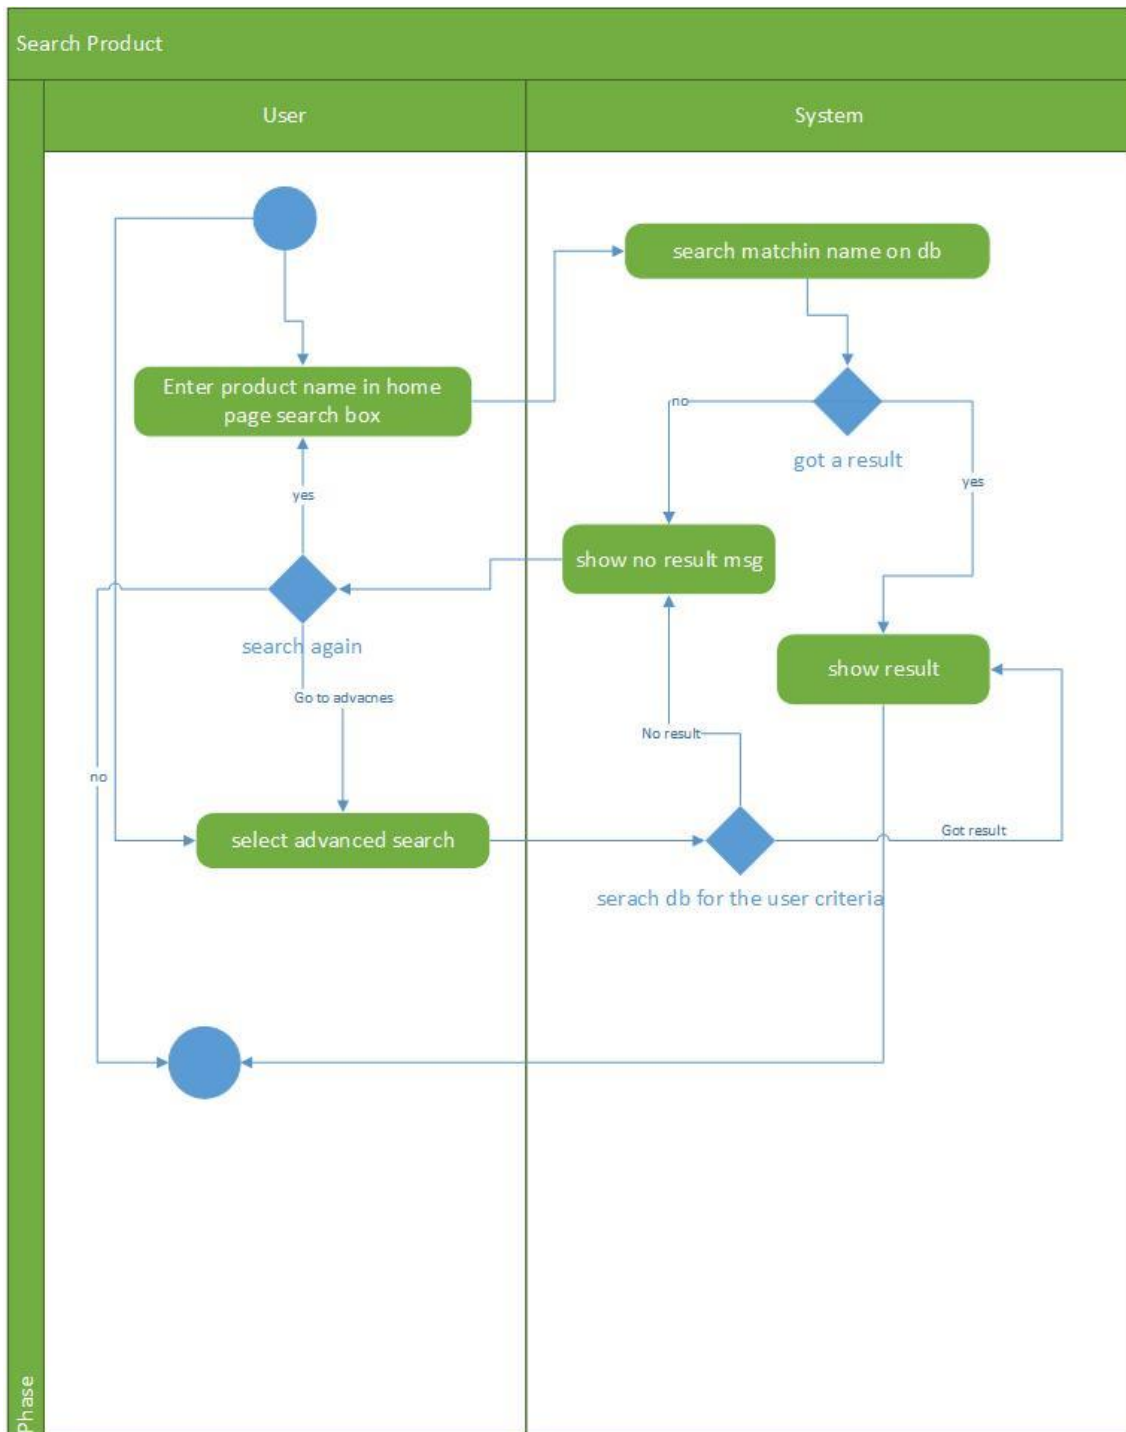 Search Product
User
System
search matchin name on db
Enter product name in home
page search box
no
got a result
yes
yes
show no result msg
search again
show result
Go to advacnes
No result
no
select advanced search
Got result
serach db for the user criteria
Phase